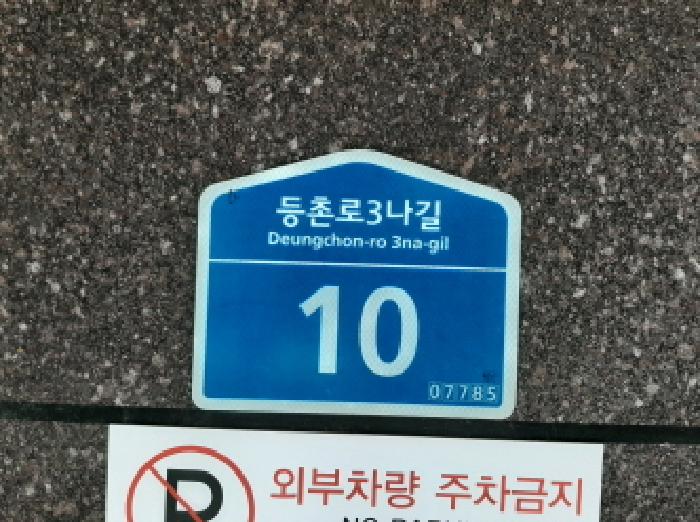 등촌로3나길
Deungchon-ro 3na-gil
10
07785
P
외부차량 주차금지